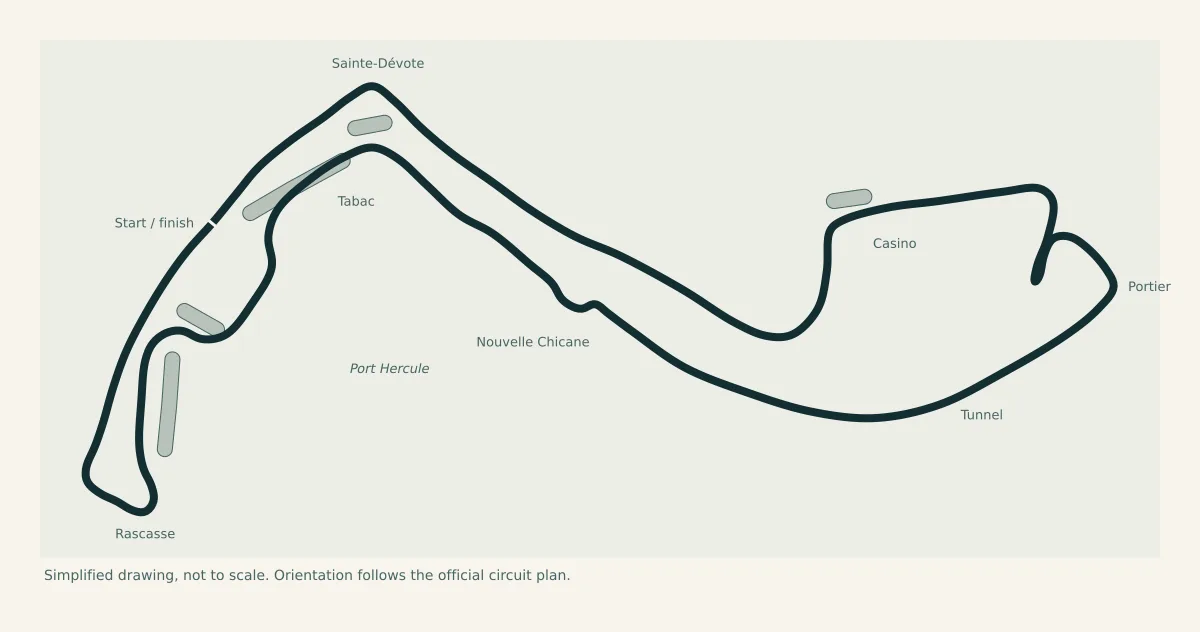 Sainte-Dévote
Tabac
Start / finish
Casino
Portier
Nouvelle Chicane
Port Hercule
Tunnel
Rascasse
Simplified drawing, not to scale. Orientation follows the official circuit plan.